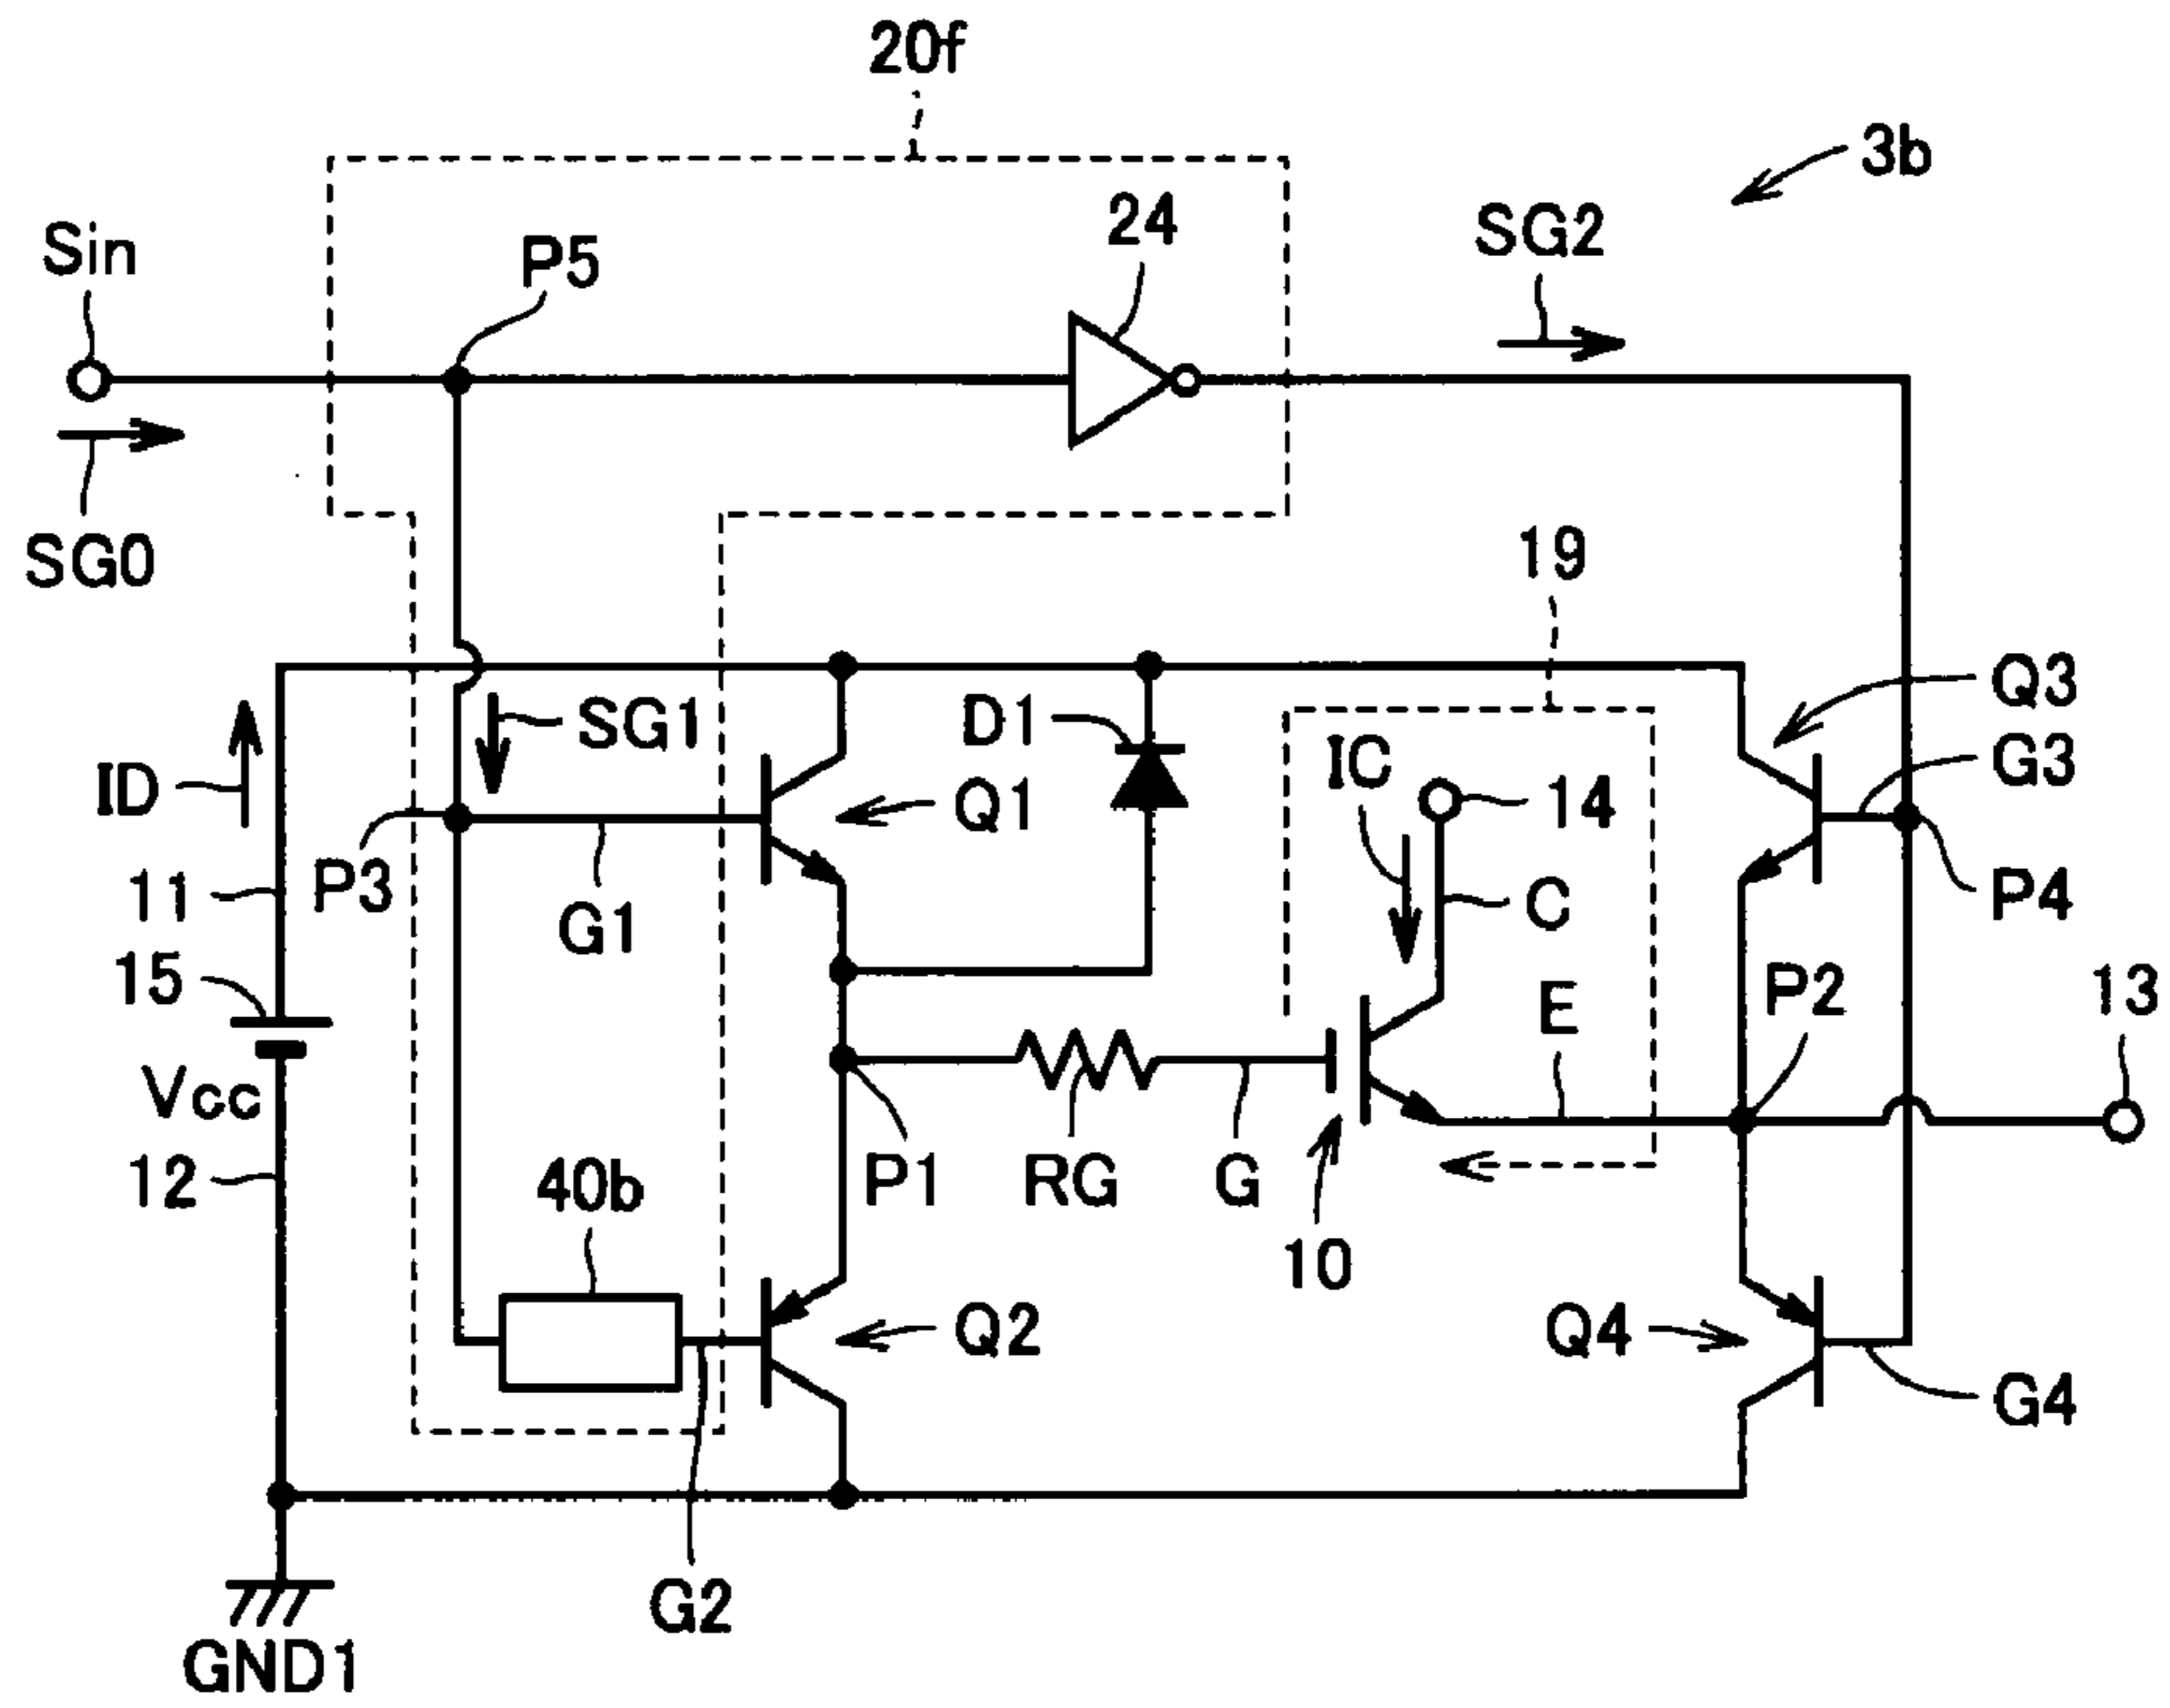 20f
3b
Sin
P5
24
SG2
SG0
19
SG1
D1
IC
14
Q3
G3
ID
Q1
P3
11
G1
C
P4
15
E
P2
13
Vcc
12
40b
P1
RG
G
10
Q2
Q4
G4
G2
GND1